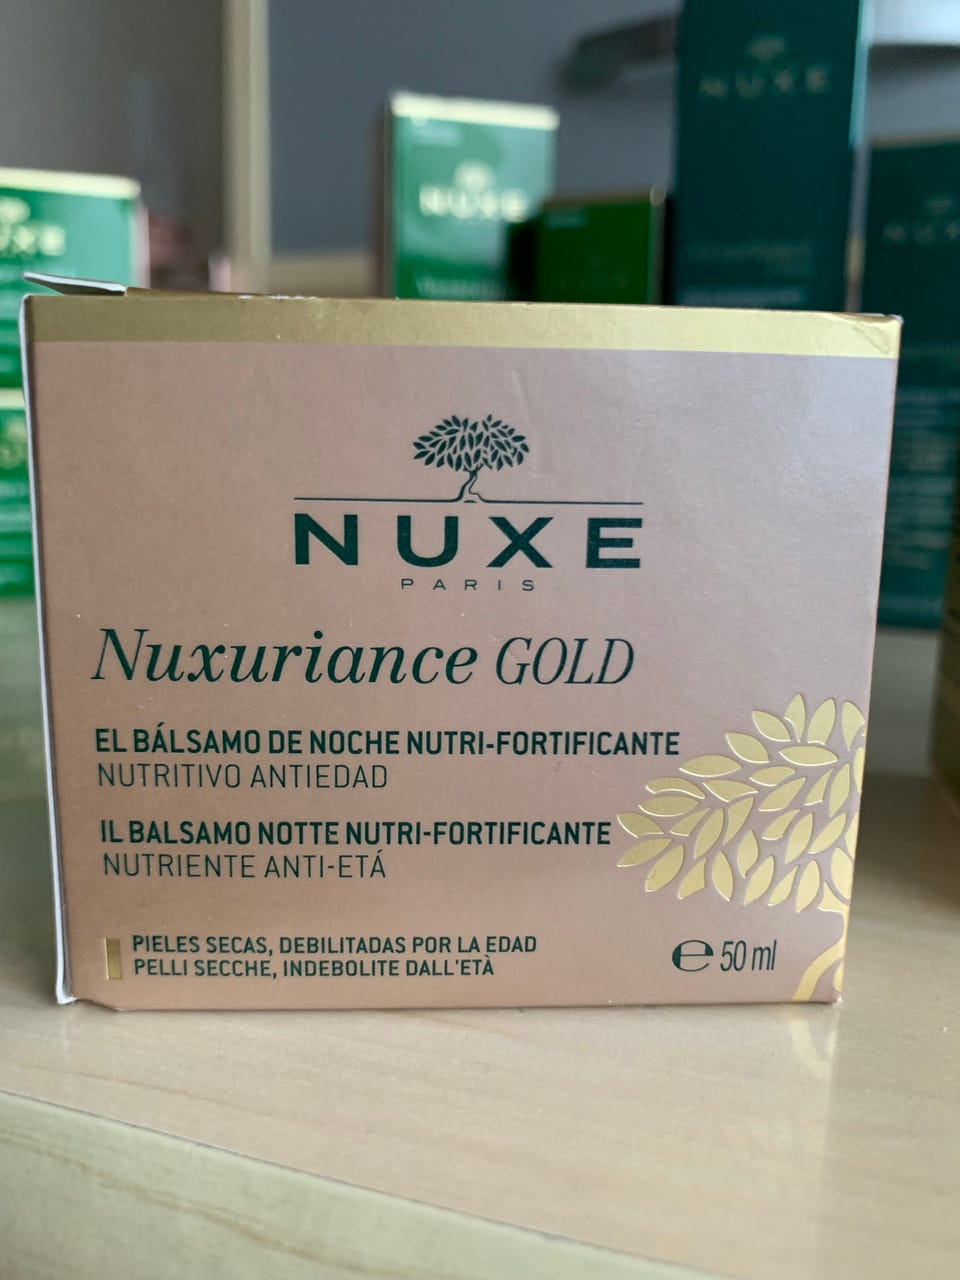 NUXE
NUXE
NUXE
NUXE
PARIS
Nuxuriance GOLD
EL BÁLSAMO DE NOCHE NUTRI-FORTIFICANTE
NUTRITIVO ANTIEDAD
IL BALSAMO NOTTE NUTRI-FORTIFICANTE
NUTRIENTE ANTI-ETÁ
PIELES SECAS, DEBILITADAS POR LA EDAD
PELLI SECCHE, INDEBOLITE DALL'ETÀ
℮ 50 ml